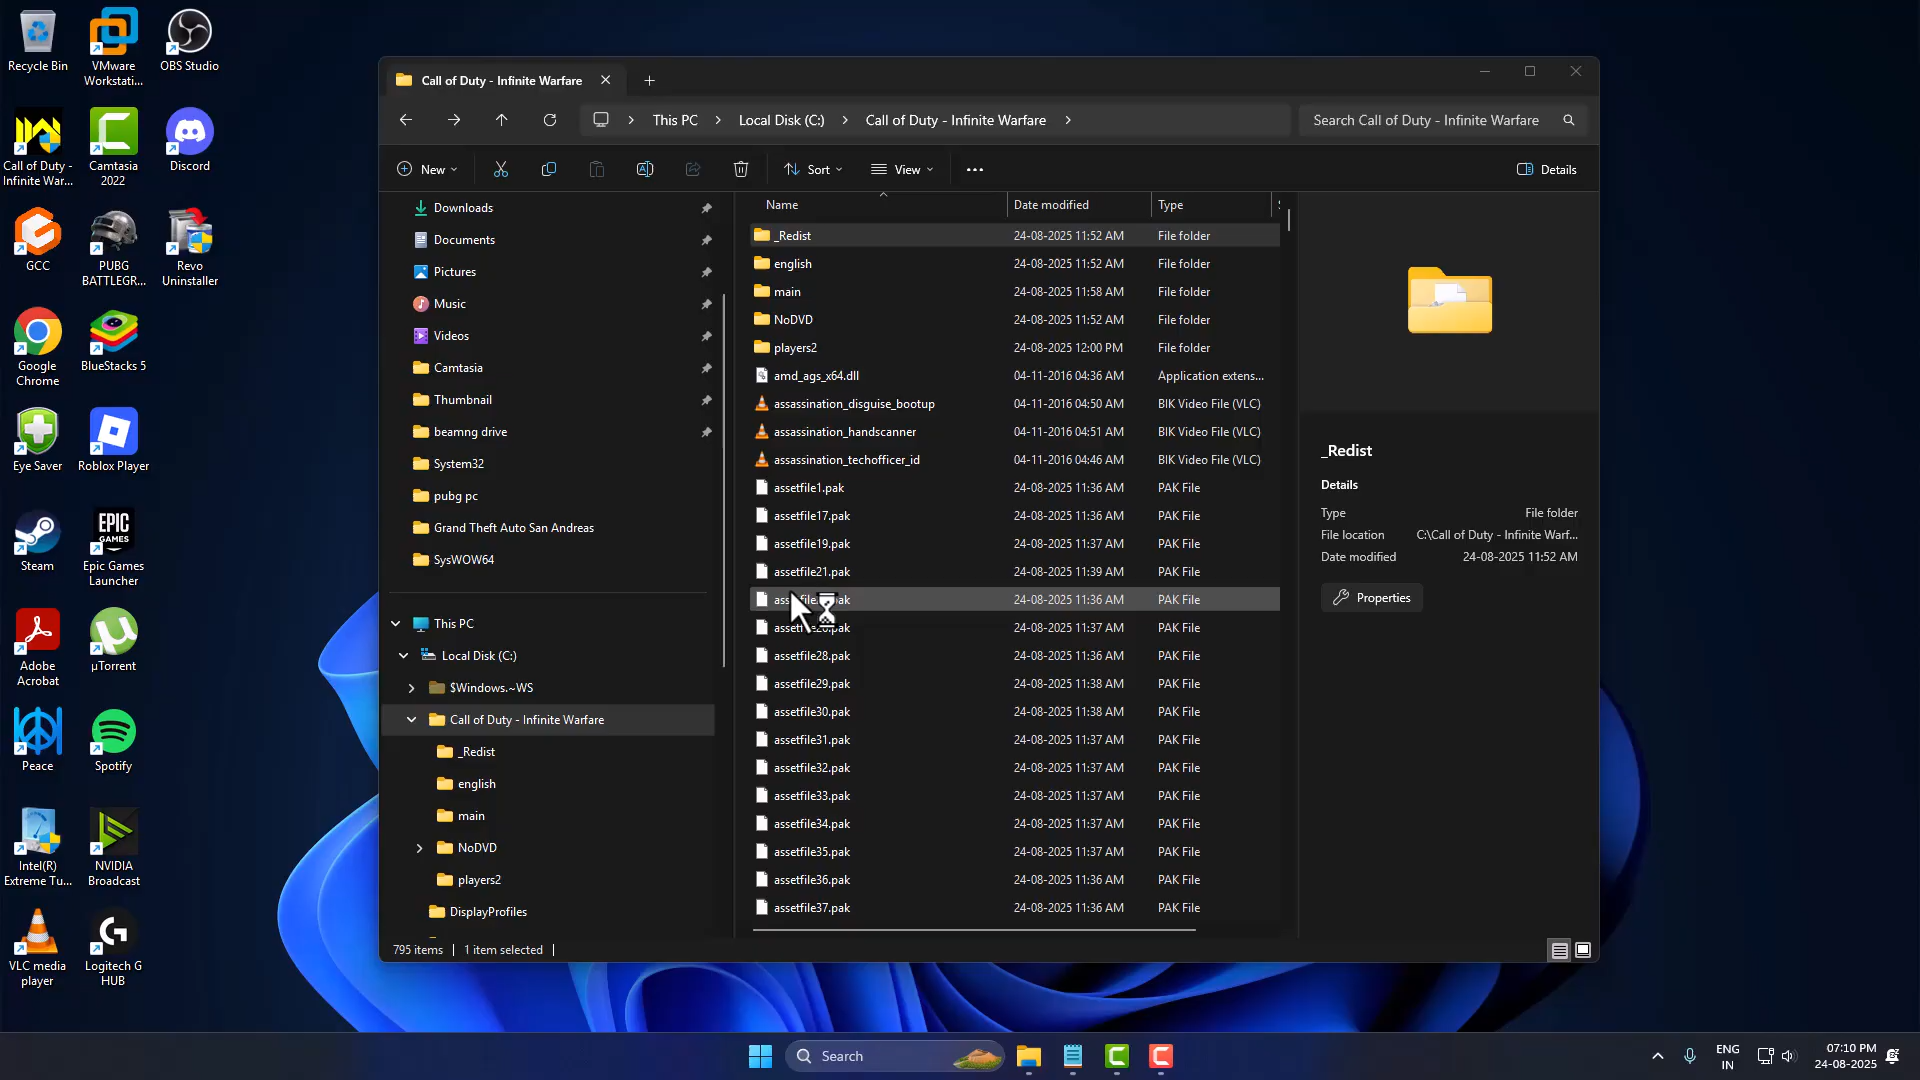 Recycle Bin
VMware
Workstati...
OBS Studio
Call of Duty -
Infinite War...
Camtasia
2022
Discord
GCC
PUBG
BATTLEGR...
Revo
Uninstaller
Google
Chrome
BlueStacks 5
Eye Saver
Roblox Player
Steam
EPIC
GAMES
Epic Games
Launcher
Adobe
Acrobat
µTorrent
Peace
Spotify
Intel(R)
Extreme Tu...
NVIDIA
Broadcast
VLC media
player
Logitech G
HUB
Call of Duty - Infinite Warfare
This PC
Local Disk (C:)
Call of Duty - Infinite Warfare
Search Call of Duty - Infinite Warfare
New
Sort
View
Details
Downloads
Documents
Pictures
Music
Videos
Camtasia
Thumbnail
beamng drive
System32
pubg pc
Grand Theft Auto San Andreas
SysWOW64
This PC
Local Disk (C:)
$Windows.~WS
Call of Duty - Infinite Warfare
_Redist
english
main
NoDVD
players2
DisplayProfiles
Name Date modified Type
_Redist 24-08-2025 11:52 AM File folder
english 24-08-2025 11:52 AM File folder
main 24-08-2025 11:58 AM File folder
NoDVD 24-08-2025 11:52 AM File folder
players2 24-08-2025 12:00 PM File folder
amd_ags_x64.dll 04-11-2016 04:36 AM Application extens...
assassination_disguise_bootup 04-11-2016 04:50 AM BIK Video File (VLC)
assassination_handscanner 04-11-2016 04:51 AM BIK Video File (VLC)
assassination_techofficer_id 04-11-2016 04:46 AM BIK Video File (VLC)
assetfile1.pak 24-08-2025 11:36 AM PAK File
assetfile17.pak 24-08-2025 11:36 AM PAK File
assetfile19.pak 24-08-2025 11:37 AM PAK File
assetfile21.pak 24-08-2025 11:39 AM PAK File
24-08-2025 11:36 AM PAK File
24-08-2025 11:37 AM PAK File
assetfile28.pak 24-08-2025 11:36 AM PAK File
assetfile29.pak 24-08-2025 11:38 AM PAK File
assetfile30.pak 24-08-2025 11:38 AM PAK File
assetfile31.pak 24-08-2025 11:37 AM PAK File
assetfile32.pak 24-08-2025 11:37 AM PAK File
assetfile33.pak 24-08-2025 11:37 AM PAK File
assetfile34.pak 24-08-2025 11:37 AM PAK File
assetfile35.pak 24-08-2025 11:37 AM PAK File
assetfile36.pak 24-08-2025 11:36 AM PAK File
assetfile37.pak 24-08-2025 11:36 AM PAK File
_Redist
Details
Type File folder
File location C:\Call of Duty - Infinite Warf...
Date modified 24-08-2025 11:52 AM
Properties
795 items 1 item selected
Search
ENG
IN
07:10 PM
24-08-2025